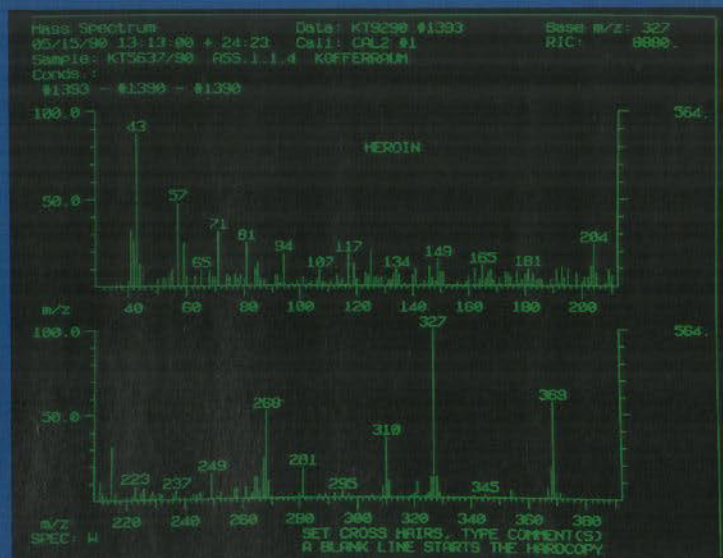 Mass Spectrum Data: KT9290 #1393 Base m/z: 327
05/15/90 13:13:00 + 24:23 Cali: CAL2 #1 RIC: 8880.
Sample: KT5637/90 ASS.1.1.d KOFFERRAUM
Conds.:
#1393 - #1390 - #1390
100.0 564.
43
HEROIN
50.0 57
71
81
94 117 149 204
65 107 134 165 181
m/z 40 60 80 100 120 140 160 180 200
100.0 327 564.
50.0 268 369
310
249 281
223 237 295 345
m/z 220 240 260 280 300 320 340 360 380
SPEC: W SET CROSS HAIRS, TYPE COMMENT(S)
A BLANK LINE STARTS THE HARDCOPY